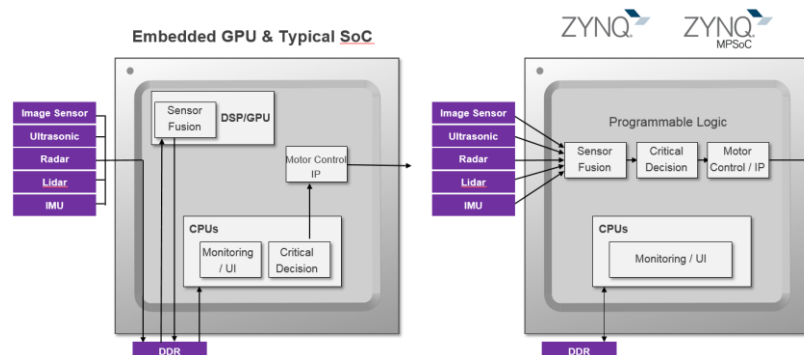 Embedded GPU & Typical SoC
Image Sensor
Ultrasonic
Radar
Lidar
IMU
Sensor
Fusion
DSP/GPU
Motor Control
IP
CPUs
Monitoring
/ UI
Critical
Decision
DDR
ZYNQ
ZYNQ
MPSoC
Image Sensor
Ultrasonic
Radar
Lidar
IMU
Programmable Logic
Sensor
Fusion
Critical
Decision
Motor
Control / IP
CPUs
Monitoring / UI
DDR